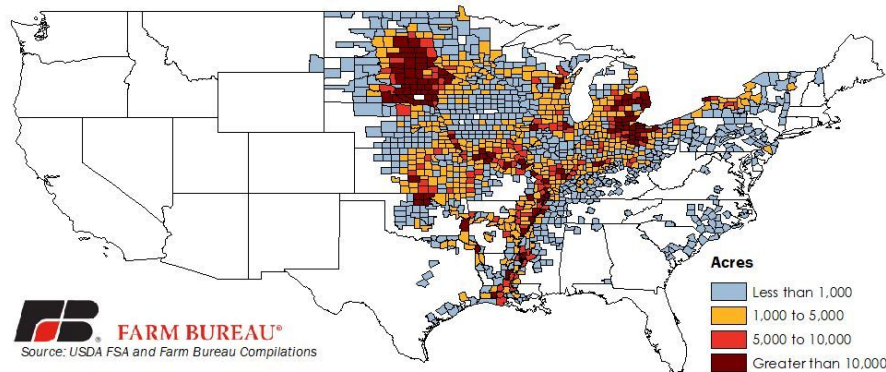 Acres
Less than 1,000
1,000 to 5,000
5,000 to 10,000
Greater than 10,000
FB®
FARM BUREAU®
Source: USDA FSA and Farm Bureau Compilations